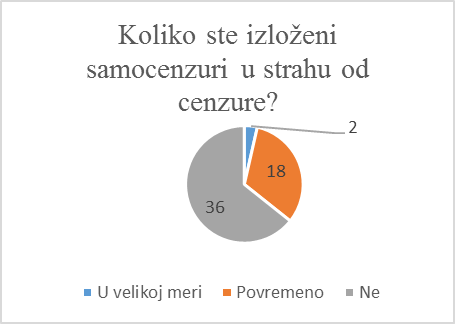 Koliko ste izloženi
samocenzuri u strahu od
cenzure?
2
18
36
U velikoj meri Povremeno Ne